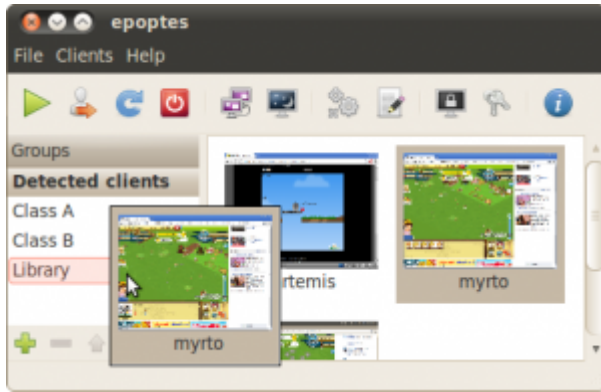 epoptes
File Clients Help
Groups
Detected clients
Class A
Class B
Library
rtemis
myrto
myrto